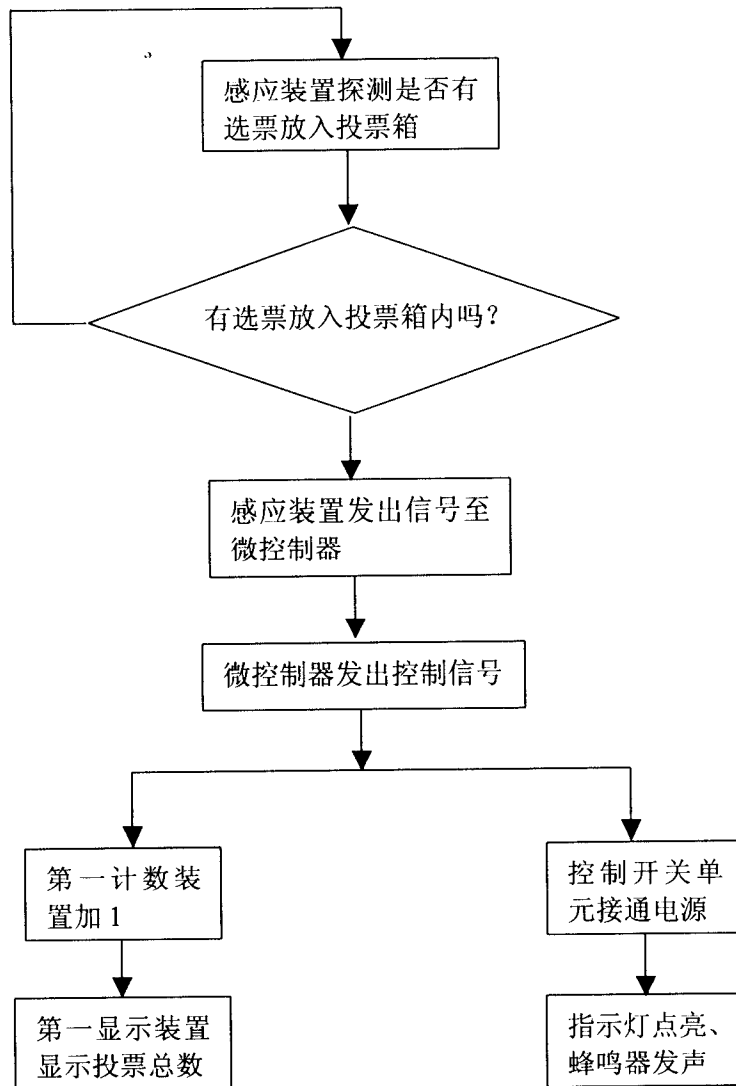 感应装置探测是否有
选票放入投票箱
有选票放入投票箱内吗？
感应装置发出信号至
微控制器
微控制器发出控制信号
第一计数装
置加1
控制开关单
元接通电源
第一显示装置
显示投票总数
指示灯点亮、
蜂鸣器发声